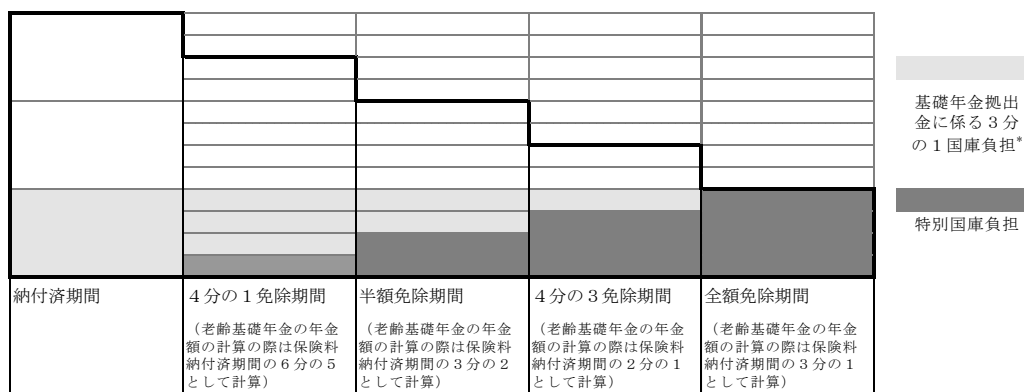 基礎年金拠出
金に係る3分
の1国庫負担*
特別国庫負担
納付済期間
4分の1免除期間
(老齢基礎年金の年金
額の計算の際は保険料
納付済期間の6分の5
として計算)
半額免除期間
(老齢基礎年金の年金
額の計算の際は保険料
納付済期間の3分の2
として計算)
4分の3免除期間
(老齢基礎年金の年金
額の計算の際は保険料
納付済期間の2分の1
として計算)
全額免除期間
(老齢基礎年金の年金
額の計算の際は保険料
納付済期間の3分の1
として計算)